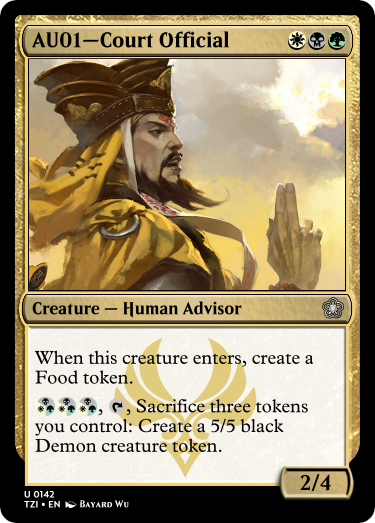 AU01—Court Official
Creature — Human Advisor
When this creature enters, create a
Food token.
, , Sacrifice three tokens
you control: Create a 5/5 black
Demon creature token.
2/4
U 0142
TZI • EN Bayard Wu